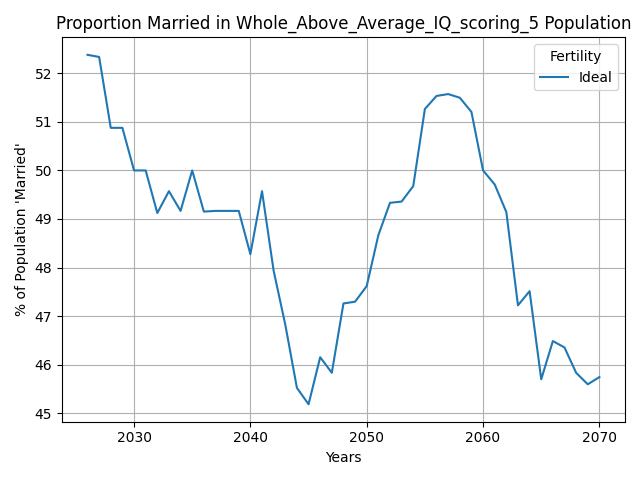 Proportion Married in Whole_Above_Average_IQ_scoring_5 Population
Fertility
Ideal
% of Population 'Married'
52
51
50
49
48
47
46
45
2030
2040
2050
2060
2070
Years